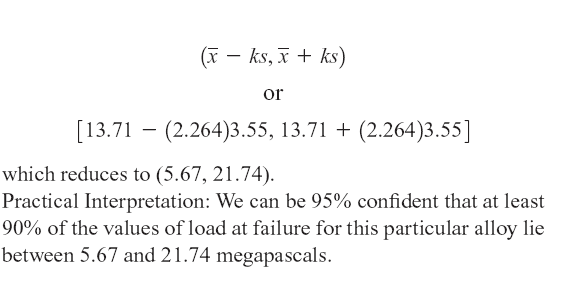 (x̄ − ks, x̄ + ks)
or
[13.71 − (2.264)3.55, 13.71 + (2.264)3.55]
which reduces to (5.67, 21.74).
Practical Interpretation: We can be 95% confident that at least
90% of the values of load at failure for this particular alloy lie
between 5.67 and 21.74 megapascals.